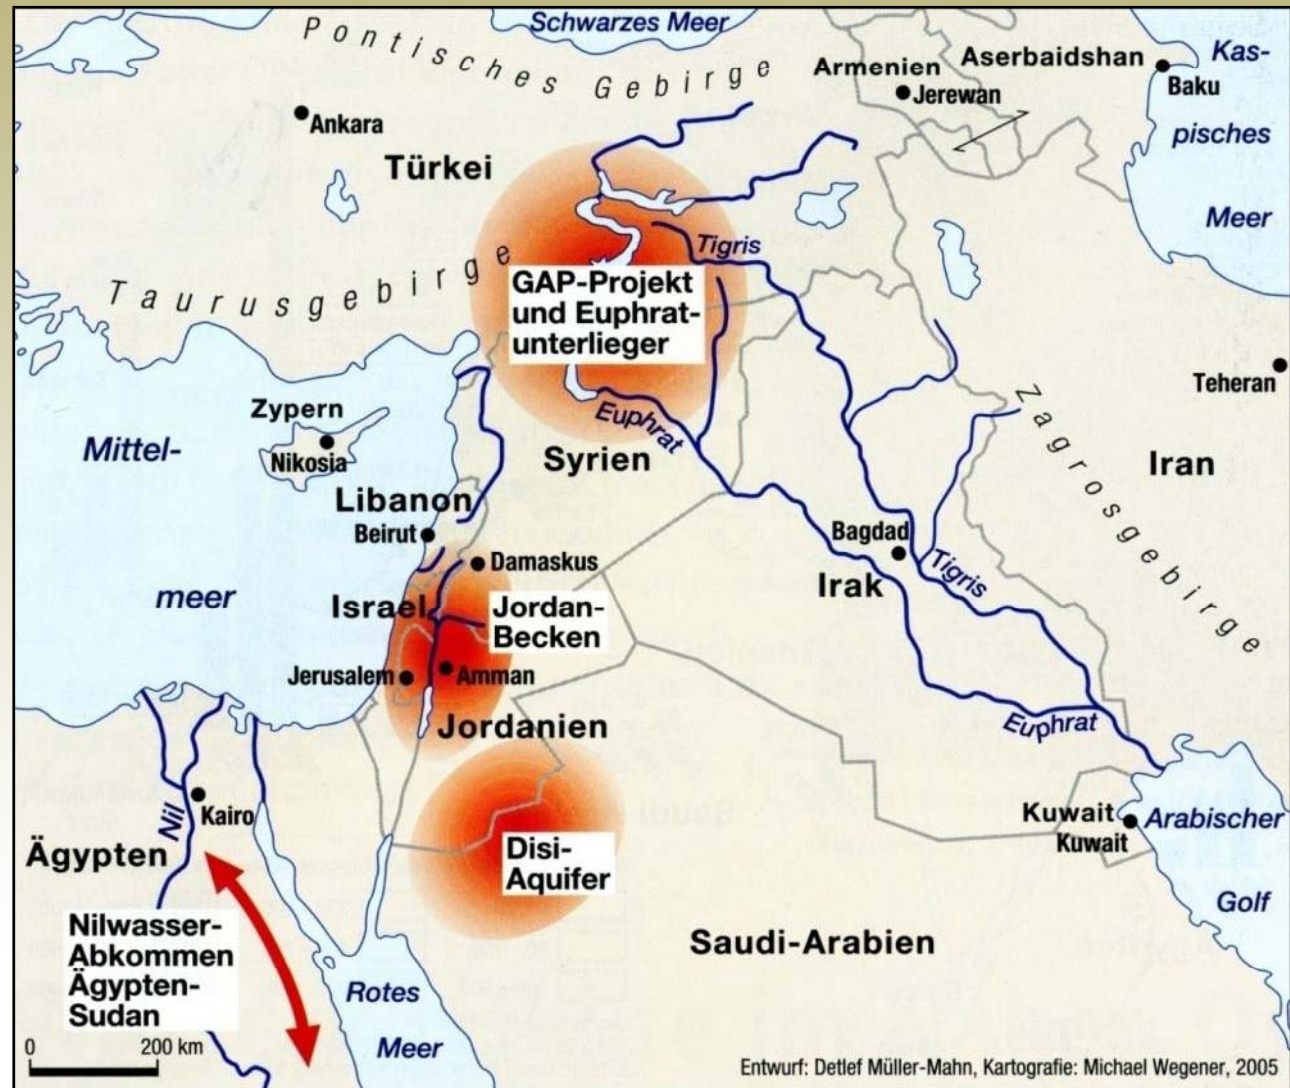 Schwarzes Meer
Pontisches Gebirge
Armenien
Aserbaidshan
Kas-
pisches
Meer
Baku
Jerewan
Ankara
Türkei
Tigris
Taurusgebirge
GAP-Projekt
und Euphrat-
unterlieger
Teheran
Zypern
Nikosia
Mittel-
meer
Euphrat
Syrien
Zagrosgebirge
Iran
Libanon
Beirut
Damaskus
Bagdad
Irak
Tigris
Israel
Jordan-
Becken
Jerusalem
Amman
Jordanien
Euphrat
Nil
Kairo
Ägypten
Kuwait
Kuwait
Arabischer
Golf
Disi-
Aquifer
Saudi-Arabien
Nilwasser-
Abkommen
Ägypten-
Sudan
Rotes
Meer
0 200 km
Entwurf: Detlef Müller-Mahn, Kartografie: Michael Wegener, 2005